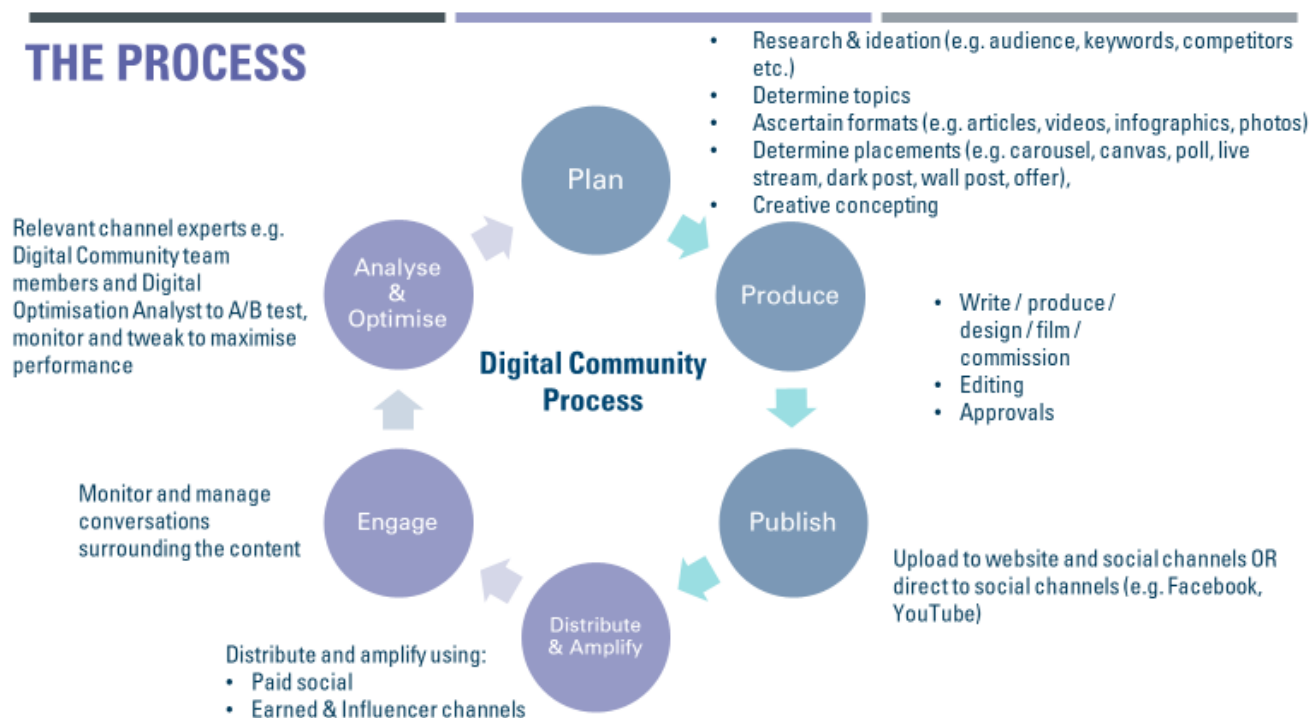 THE PROCESS
• Research & ideation (e.g. audience, keywords, competitors
etc.)
• Determine topics
• Ascertain formats (e.g. articles, videos, infographics, photos)
• Determine placements (e.g. carousel, canvas, poll, live
stream, dark post, wall post, offer),
• Creative concepting
Plan
Produce
• Write / produce /
design / film /
commission
• Editing
• Approvals
Publish
Upload to website and social channels OR
direct to social channels (e.g. Facebook,
YouTube)
Distribute
& Amplify
Distribute and amplify using:
• Paid social
• Earned & Influencer channels
Engage
Monitor and manage
conversations
surrounding the content
Analyse
&
Optimise
Relevant channel experts e.g.
Digital Community team
members and Digital
Optimisation Analyst to A/B test,
monitor and tweak to maximise
performance
Digital Community
Process